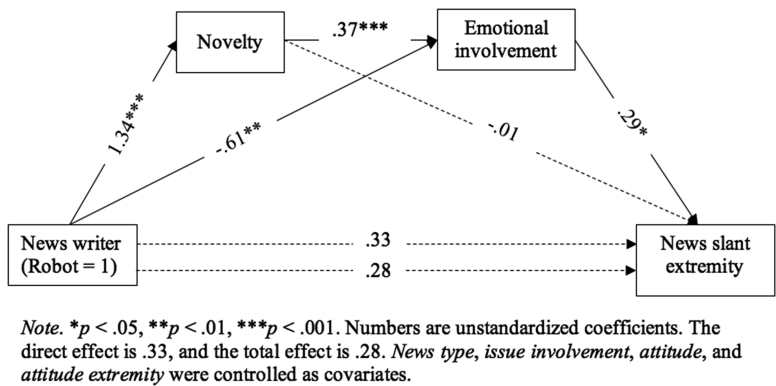 Novelty
.37***
Emotional
involvement
1.34***
-.61**
-.01
.29*
News writer
(Robot = 1)
.33
.28
News slant
extremity
Note. *p < .05, **p < .01, ***p < .001. Numbers are unstandardized coefficients. The
direct effect is .33, and the total effect is .28. News type, issue involvement, attitude, and
attitude extremity were controlled as covariates.